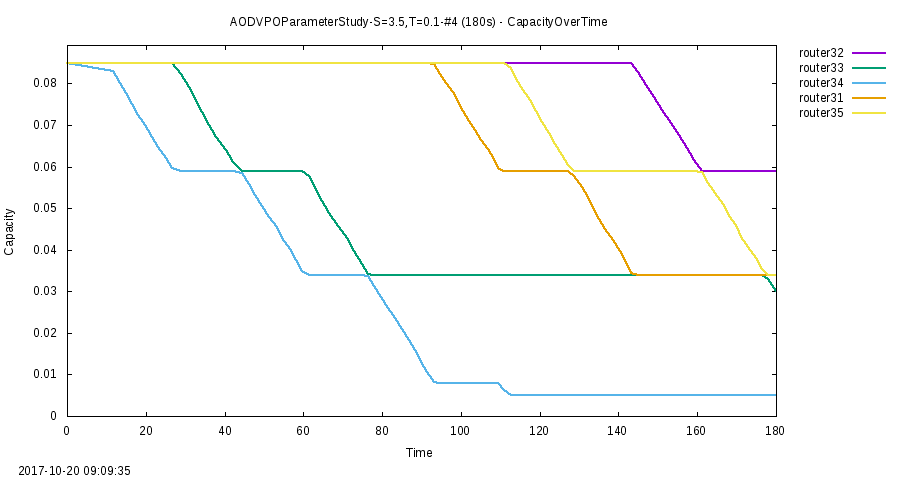 AODVPOParameterStudy-S=3.5,T=0.1-#4 (180s) - CapacityOverTime
router32
router33
router34
router31
router35
0.08
0.07
0.06
0.05
0.04
0.03
0.02
0.01
0
Capacity
0 20 40 60 80 100 120 140 160 180
Time
2017-10-20 09:09:35